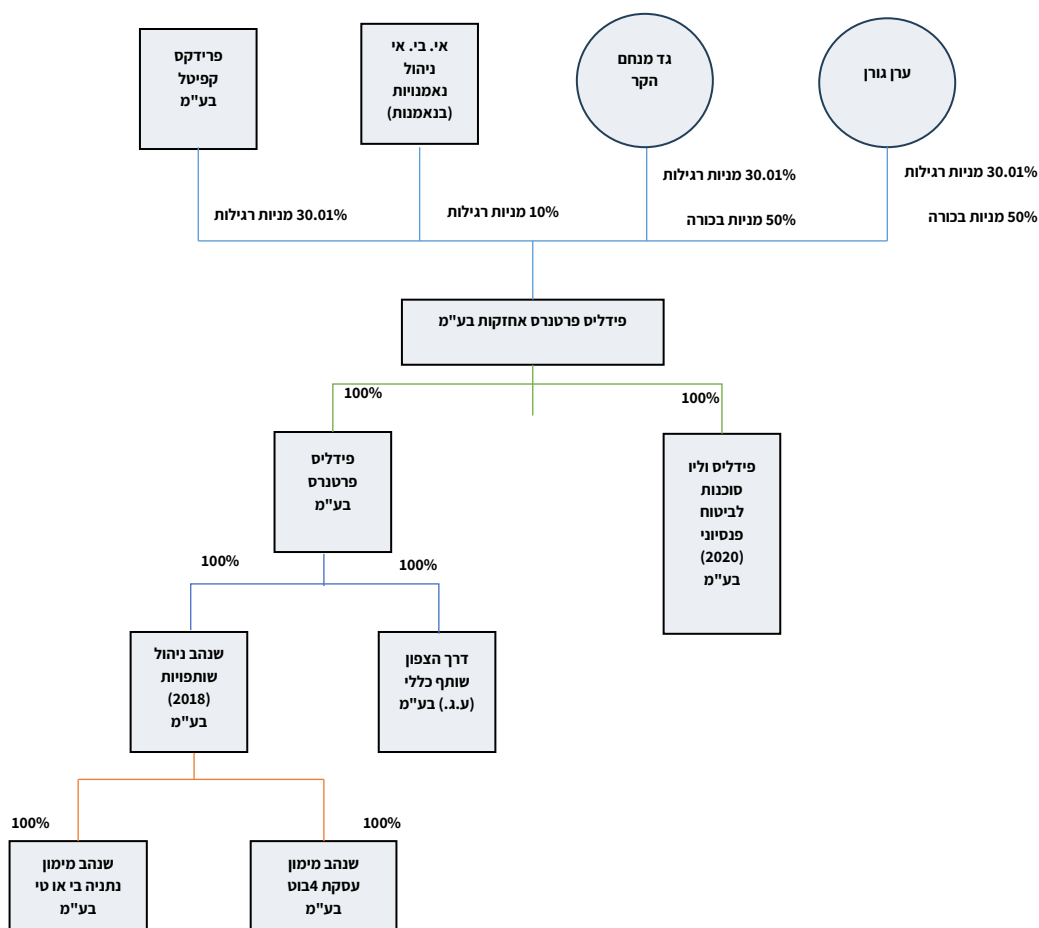 ערן גורן
גד מנחם
הקר
אי. בי. אי
ניהול
נאמנויות
(בנאמנות)
פרידקס
קפיטל
בע"מ
30.01% מניות רגילות
50% מניות בכורה
30.01% מניות רגילות
50% מניות בכורה
10% מניות רגילות
30.01% מניות רגילות
פידליס פרטנרס אחזקות בע"מ
100%
100%
פידליס וליו
סוכנות
לביטוח
פנסיוני
(2020)
בע"מ
פידליס
פרטנרס
בע"מ
100%
100%
דרך הצפון
שותף כללי
(ע.ג.) בע"מ
שנהב ניהול
שותפויות
(2018)
בע"מ
100%
100%
שנהב מימון
עסקת 4בוט
בע"מ
שנהב מימון
נתניה בי או טי
בע"מ